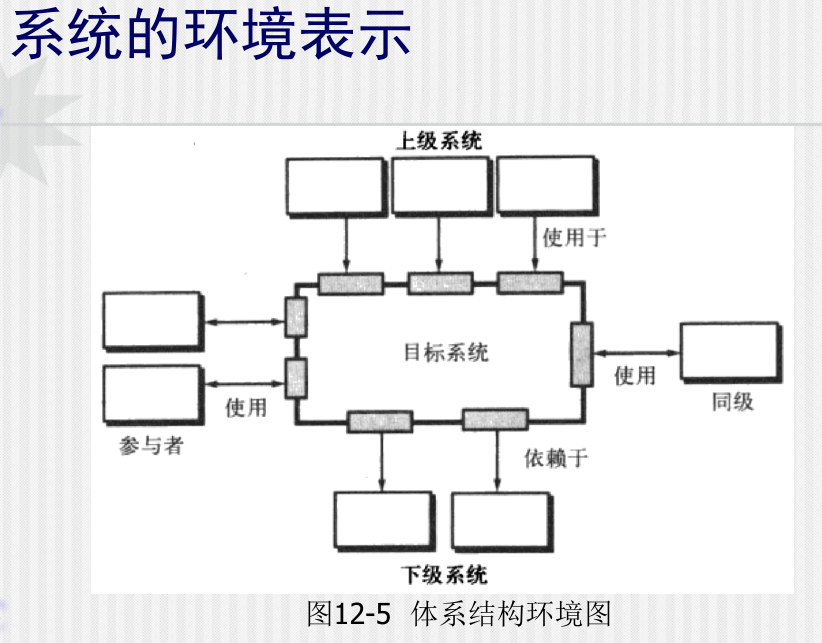 系统的环境表示
上级系统
使用于
目标系统
使用
同级
使用
参与者
依赖于
下级系统
图12-5 体系结构环境图